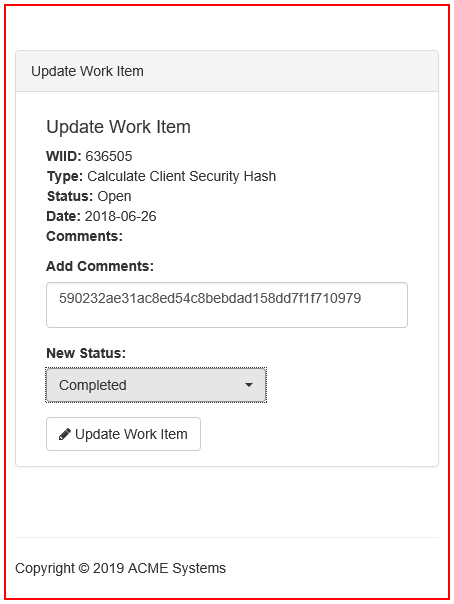 Update Work Item
Update Work Item
WIID: 636505
Type: Calculate Client Security Hash
Status: Open
Date: 2018-06-26
Comments:
Add Comments:
590232ae31ac8ed54c8bebdad158dd7f1f710979
New Status:
Completed
Update Work Item
Copyright © 2019 ACME Systems